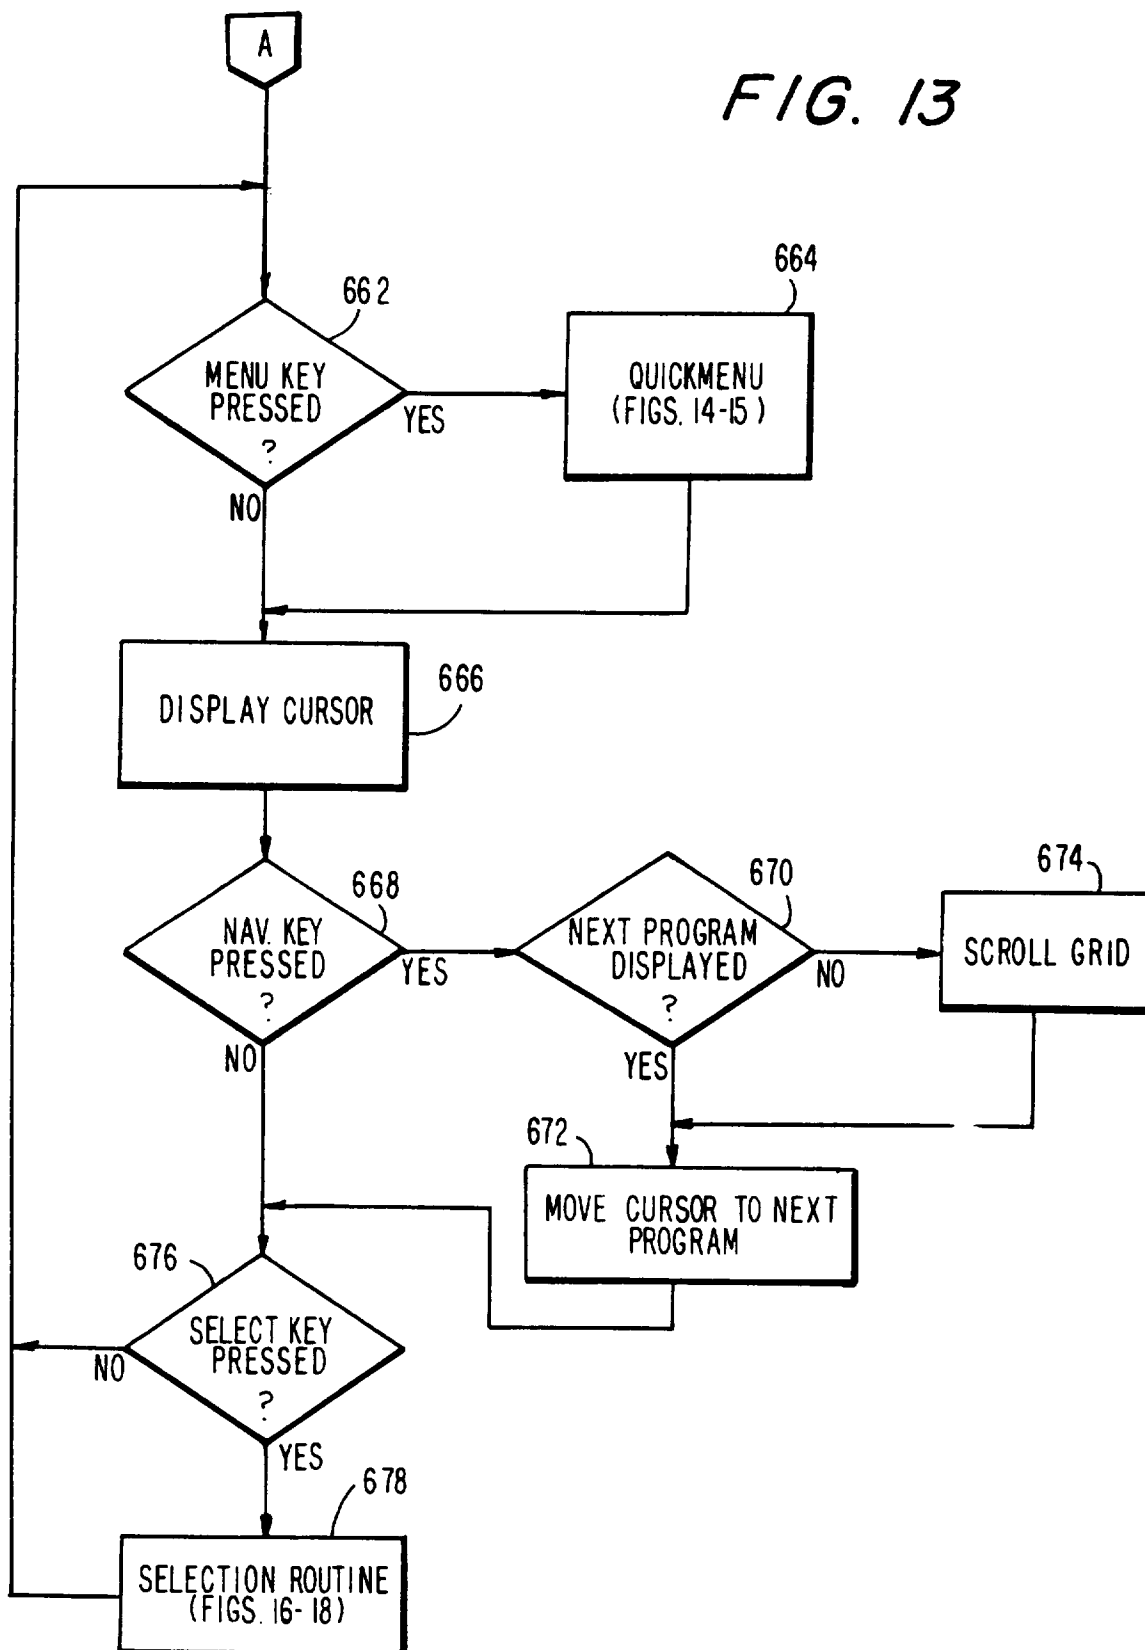 A
FIG. 13
662
MENU KEY
PRESSED
?
YES
NO
664
QUICKMENU
(FIGS. 14-15)
DISPLAY CURSOR
666
668
NAV. KEY
PRESSED
?
YES
NO
670
NEXT PROGRAM
DISPLAYED
?
NO
YES
674
SCROLL GRID
672
MOVE CURSOR TO NEXT
PROGRAM
676
SELECT KEY
PRESSED
?
NO
YES
678
SELECTION ROUTINE
(FIGS. 16-18)